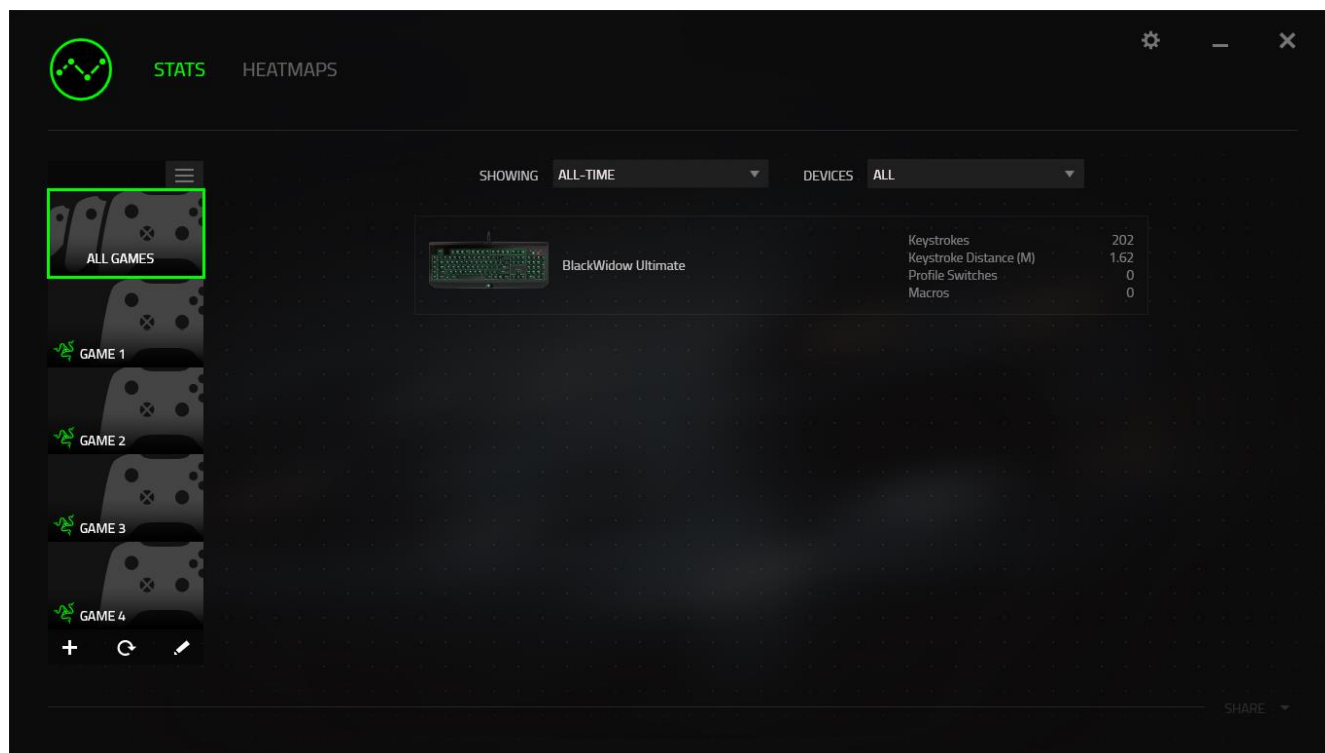 STATS HEATMAPS
SHOWING ALL-TIME DEVICES ALL
ALL GAMES
GAME 1
GAME 2
GAME 3
GAME 4
BlackWidow Ultimate
Keystrokes 202
Keystroke Distance (M) 1.62
Profile Switches 0
Macros 0
SHARE